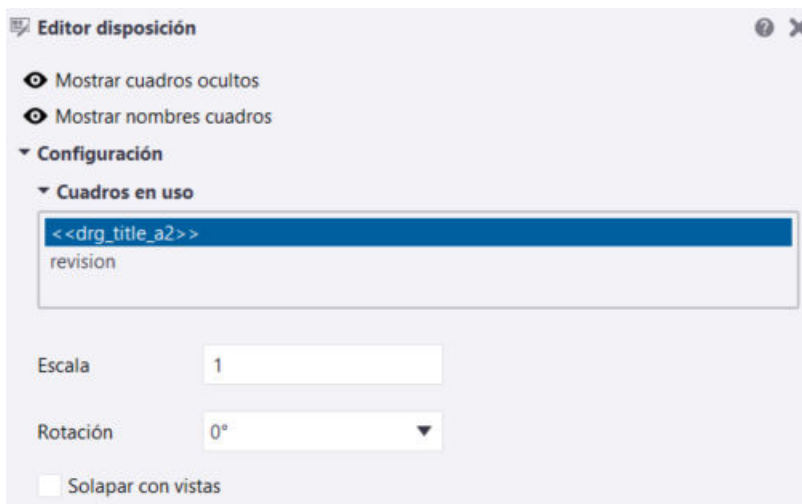 Editor disposición
Mostrar cuadros ocultos
Mostrar nombres cuadros
Configuración
Cuadros en uso
<<drg_title_a2>>
revision
Escala 1
Rotación 0°
Solapar con vistas